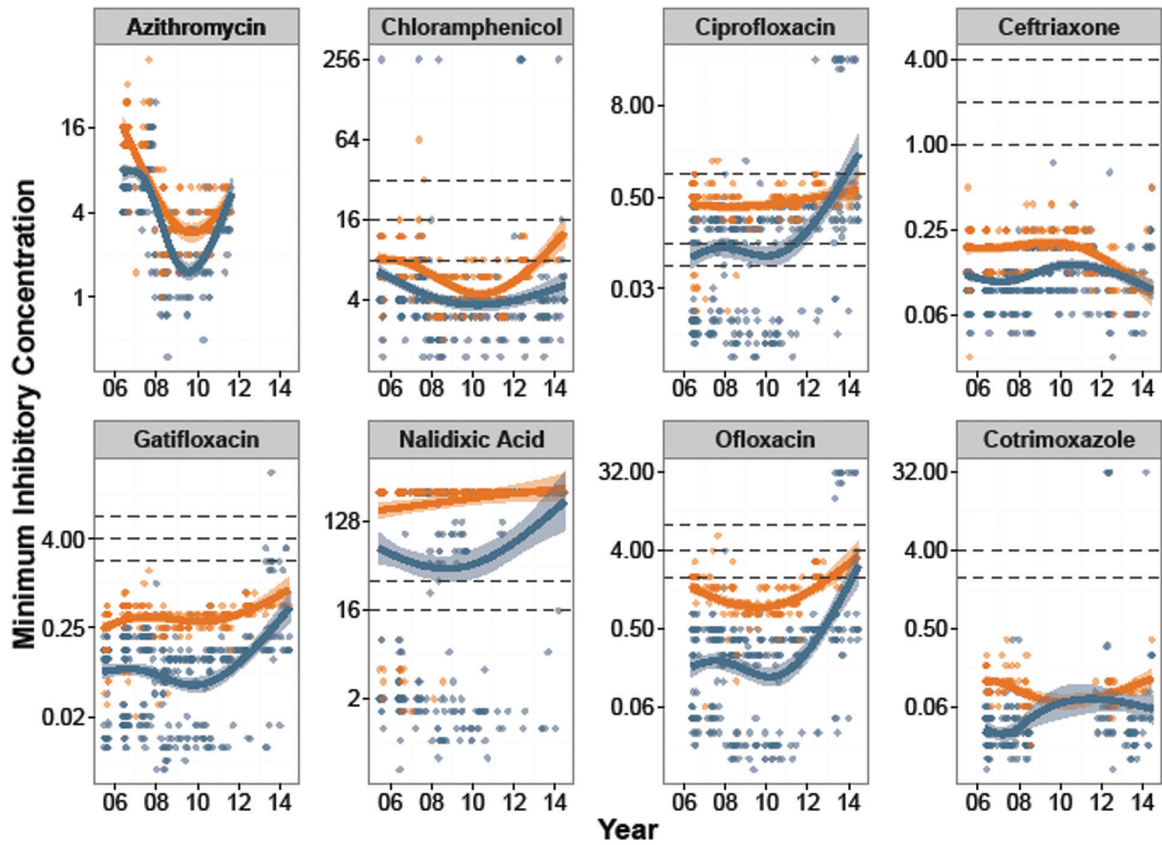 Azithromycin
Chloramphenicol
Ciprofloxacin
Ceftriaxone
16
4
1
256
64
16
4
8.00
0.50
0.03
4.00
1.00
0.25
0.06
06 08 10 12 14
06 08 10 12 14
06 08 10 12 14
06 08 10 12 14
Minimum Inhibitory Concentration
Gatifloxacin
Nalidixic Acid
Ofloxacin
Cotrimoxazole
4.00
0.25
0.02
128
16
2
32.00
4.00
0.50
0.06
32.00
4.00
0.50
0.06
06 08 10 12 14
06 08 10 12 14
06 08 10 12 14
06 08 10 12 14
Year